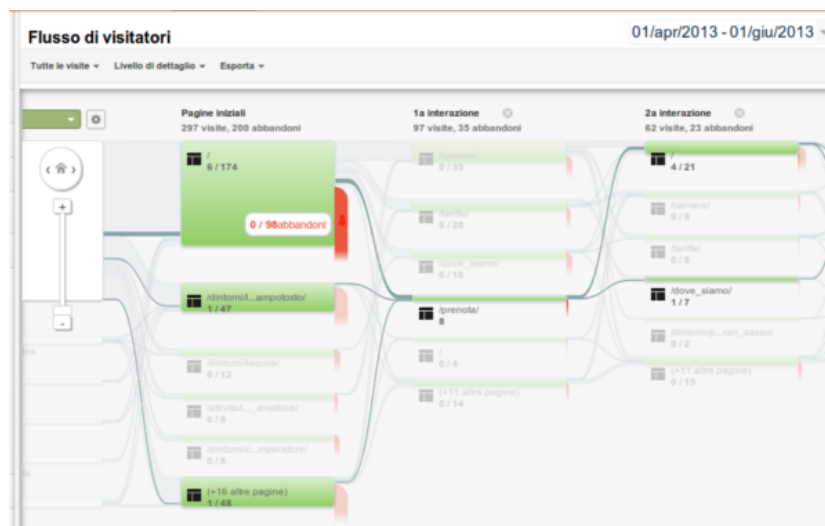 Flusso di visitatori
01/apr/2013 - 01/giu/2013
Tutte le visite
Livello di dettaglio
Esporta
Pagine iniziali
297 visite, 200 abbandoni
/
6 / 174
0 / 98abbandoni
/dintorni/l...ampotosto/
1 / 47
/dintorni/laquila/
0 / 12
/attivita/l..._amatrice/
0 / 8
/dintorni/c...mperatore/
0 / 8
(+16 altre pagine)
1 / 48
1a interazione
97 visite, 35 abbandoni
/camere/
0 / 35
/tariffe/
0 / 20
/dove_siamo/
0 / 16
/prenota/
8
/
0 / 4
(+11 altre pagine)
0 / 14
2a interazione
62 visite, 23 abbandoni
/
4 / 21
/camere/
0 / 9
/tariffe/
0 / 8
/dove_siamo/
1 / 7
/dintorni/p...ran_sasso/
0 / 2
(+11 altre pagine)
0 / 15